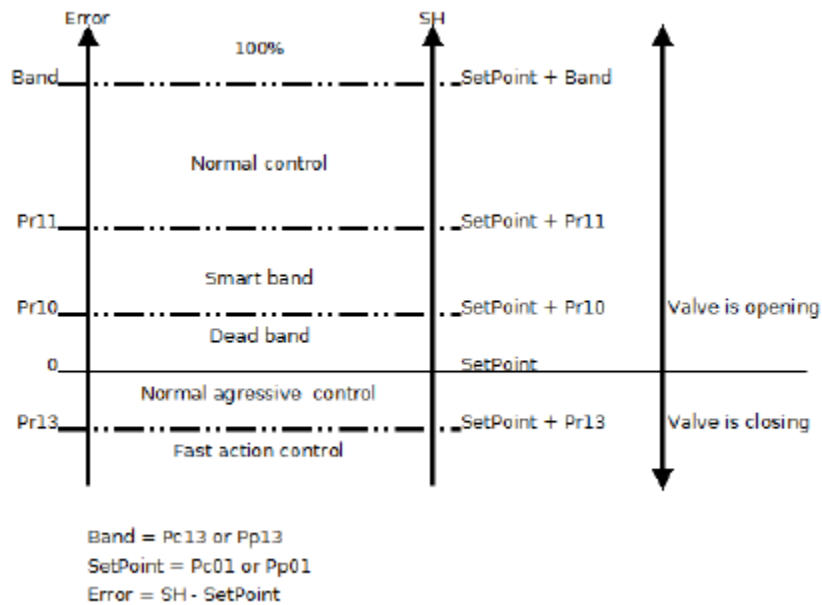 Error SH
100%
Band SetPoint + Band
Normal control
Pr11 SetPoint + Pr11
Smart band
Pr10 SetPoint + Pr10 Valve is opening
Dead band
0 SetPoint
Normal agressive control
Pr13 SetPoint + Pr13 Valve is closing
Fast action control
Band = Pc13 or Pp13
SetPoint = Pc01 or Pp01
Error = SH - SetPoint